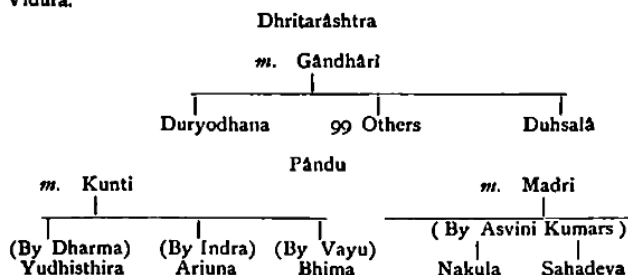 Vidura.
Dhritarâshtra
m. Gândhâri
Duryodhana 99 Others Duhsalâ
Pându
m. Kunti m. Madri
( By Asvini Kumars )
(By Dharma) (By Indra) (By Vayu)
Yudhisthira Arjuna Bhima Nakula Sahadeva